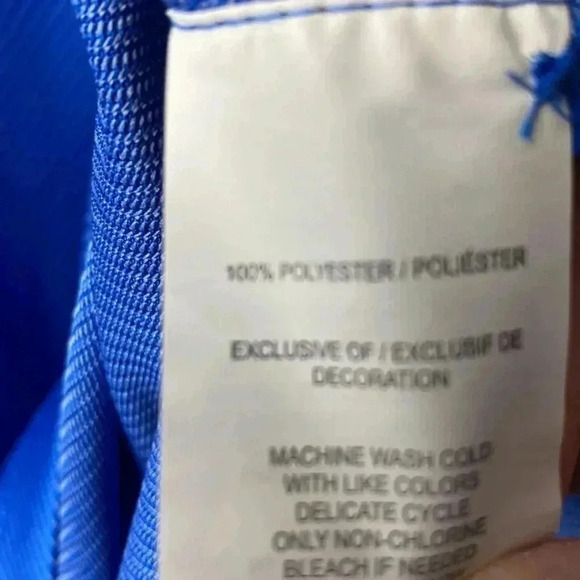 100% POLYESTER / POLIÉSTER
EXCLUSIVE OF / EXCLUSIF DE
DECORATION
MACHINE WASH COLD
WITH LIKE COLORS
DELICATE CYCLE
ONLY NON-CHLORINE
BLEACH IF NEEDED